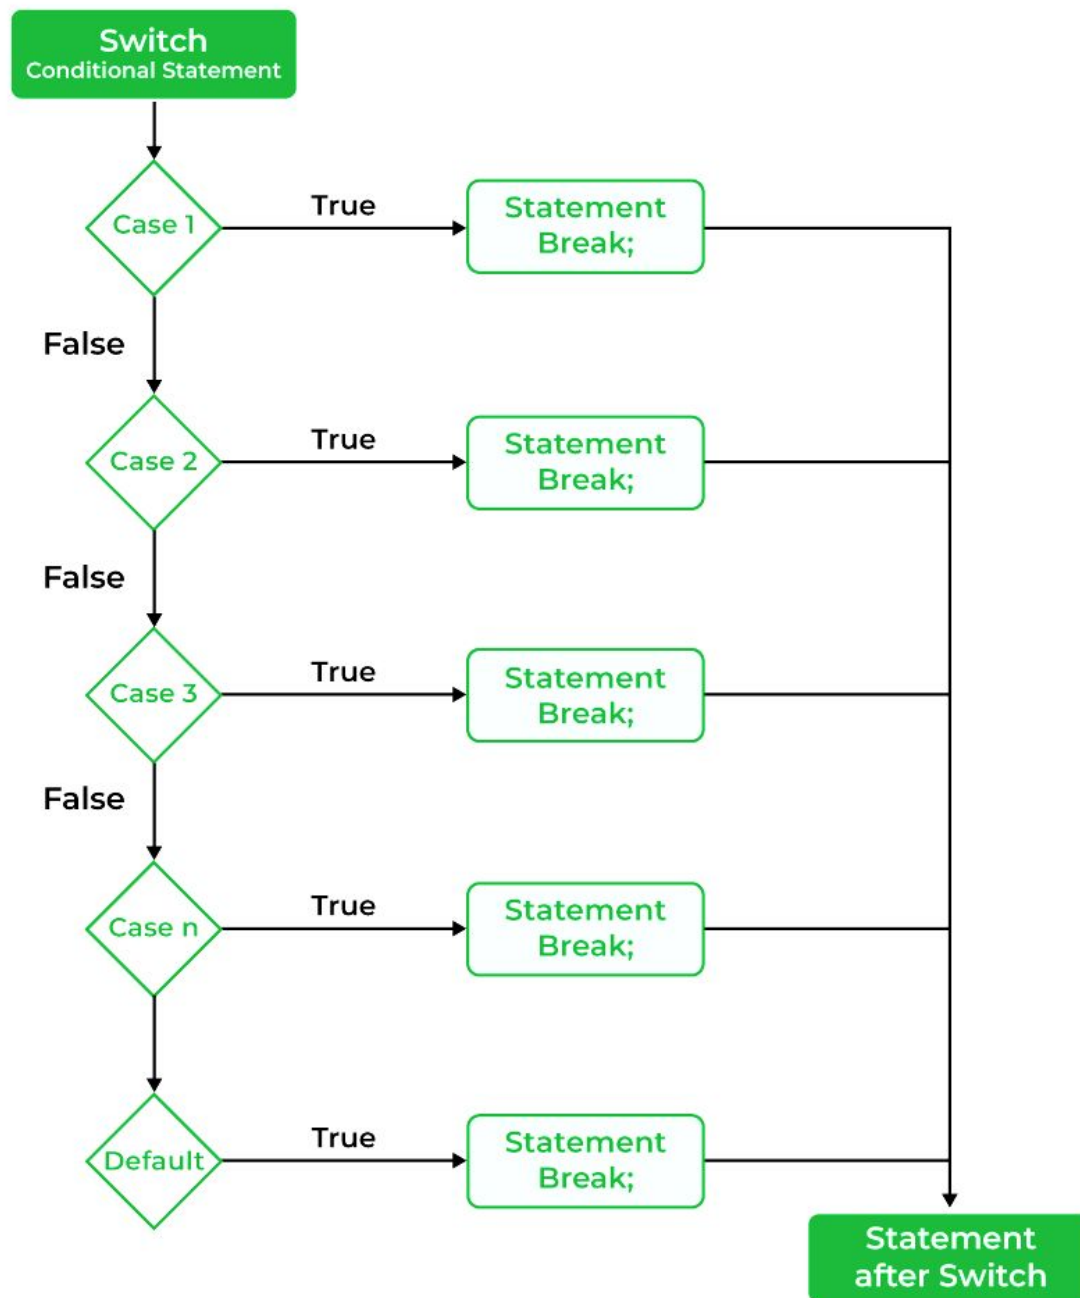 Switch
Conditional Statement
Case 1
True
Statement
Break;
False
Case 2
True
Statement
Break;
False
Case 3
True
Statement
Break;
False
Case n
True
Statement
Break;
Default
True
Statement
Break;
Statement
after Switch